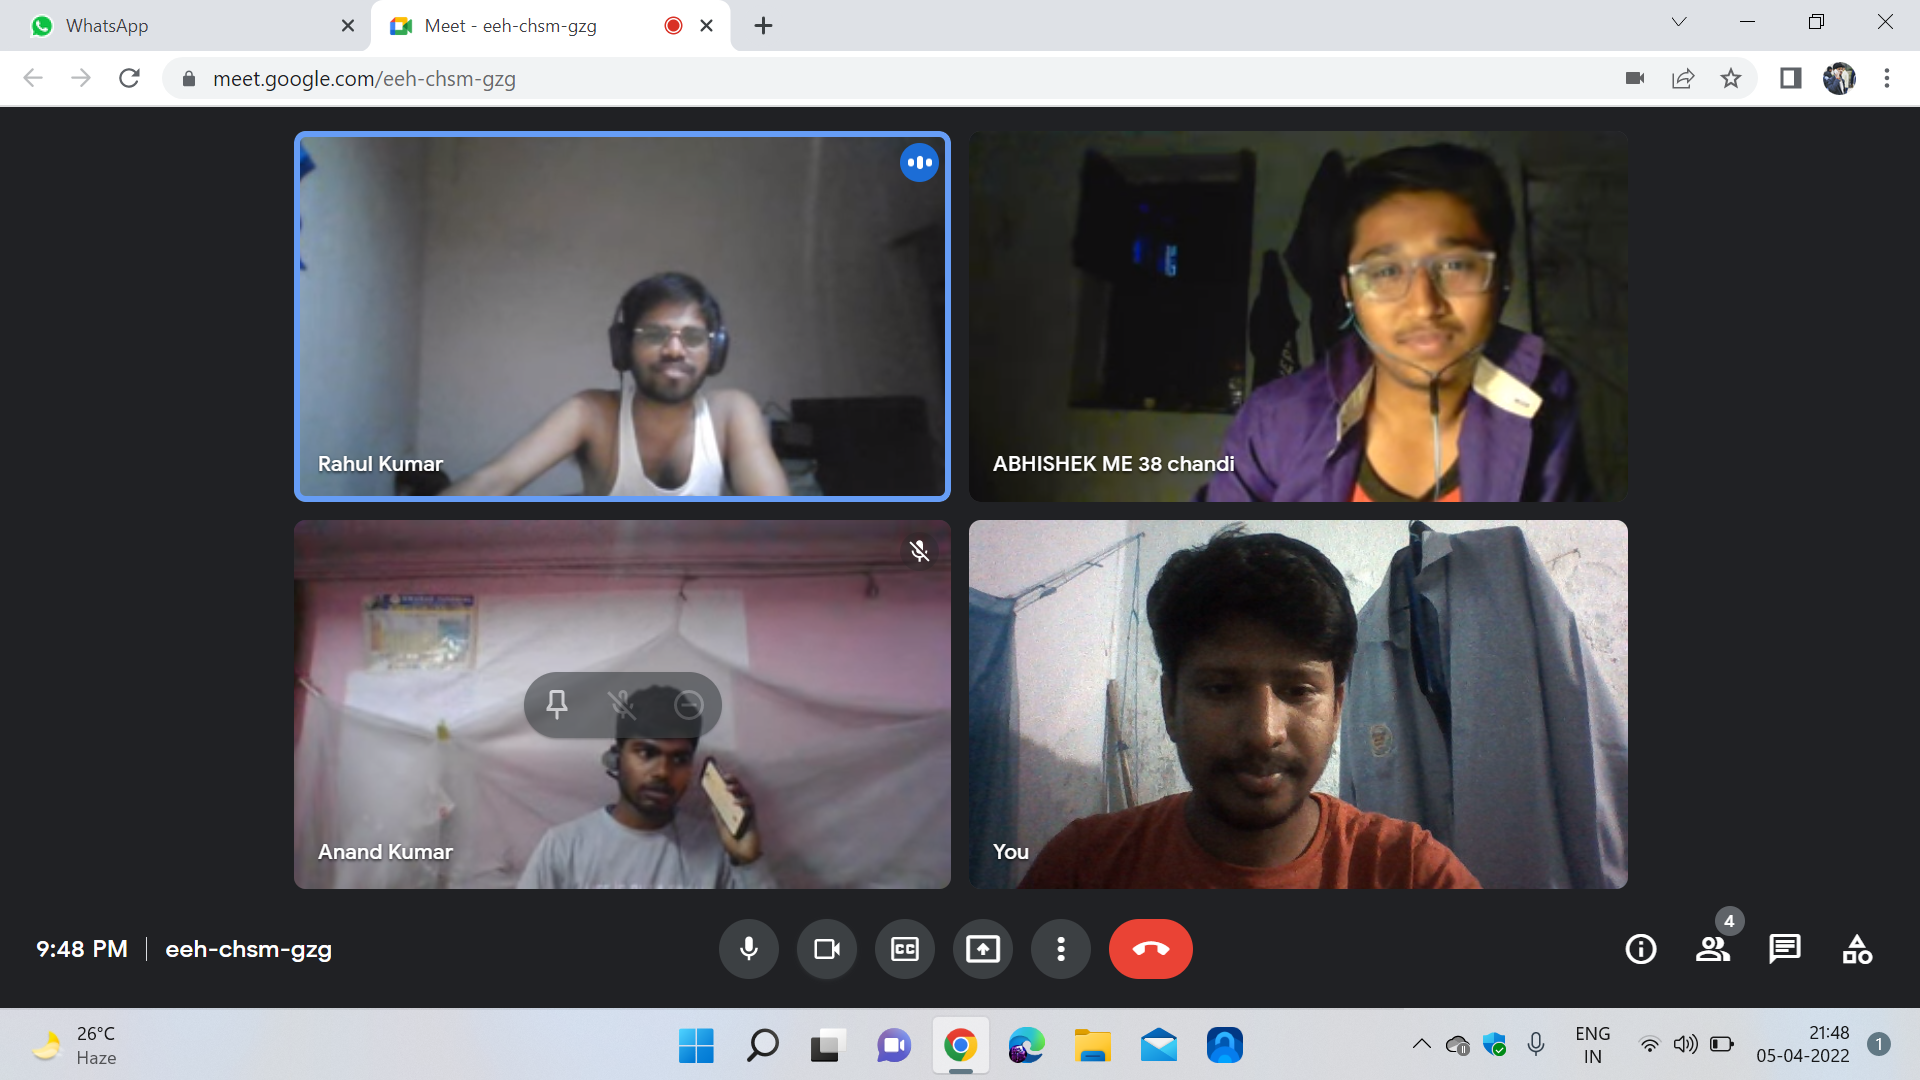 WhatsApp
Meet - eeh-chsm-gzg
meet.google.com/eeh-chsm-gzg
Rahul Kumar
ABHISHEK ME 38 chandi
Anand Kumar
You
9:48 PM
eeh-chsm-gzg
CC
4
26°C
Haze
ENG
IN
21:48
05-04-2022
1